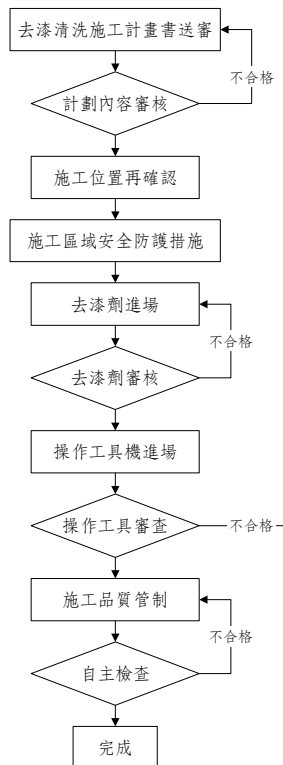 去漆清洗施工計畫書送審
不合格
計劃內容審核
施工位置再確認
施工區域安全防護措施
去漆劑進場
不合格
去漆劑審核
操作工具機進場
操作工具審查
不合格
施工品質管制
不合格
自主檢查
完成